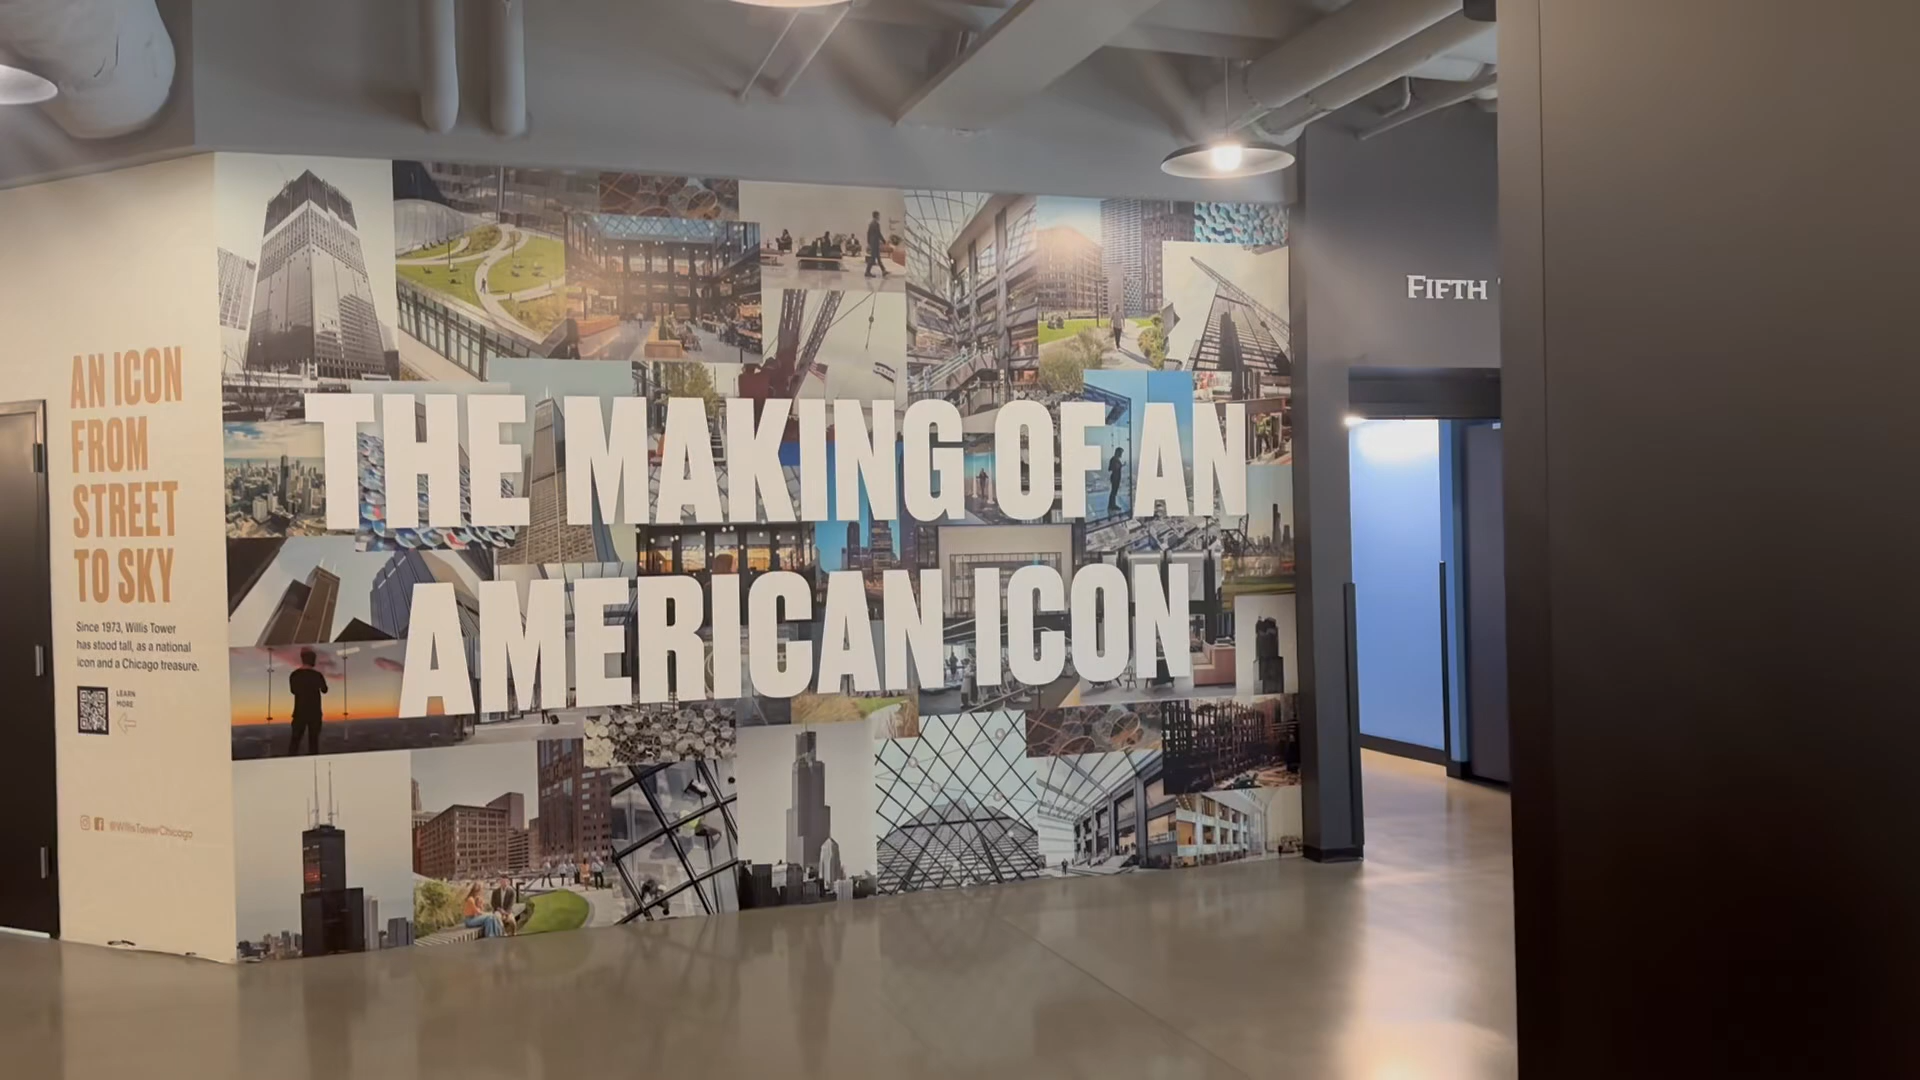 AN ICON
FROM
STREET
TO SKY
Since 1973, Willis Tower
has stood tall, as a national
icon and a Chicago treasure.
LEARN
MORE
@WillisTowerChicago
THE MAKING OF AN
AMERICAN ICON
FIFTH